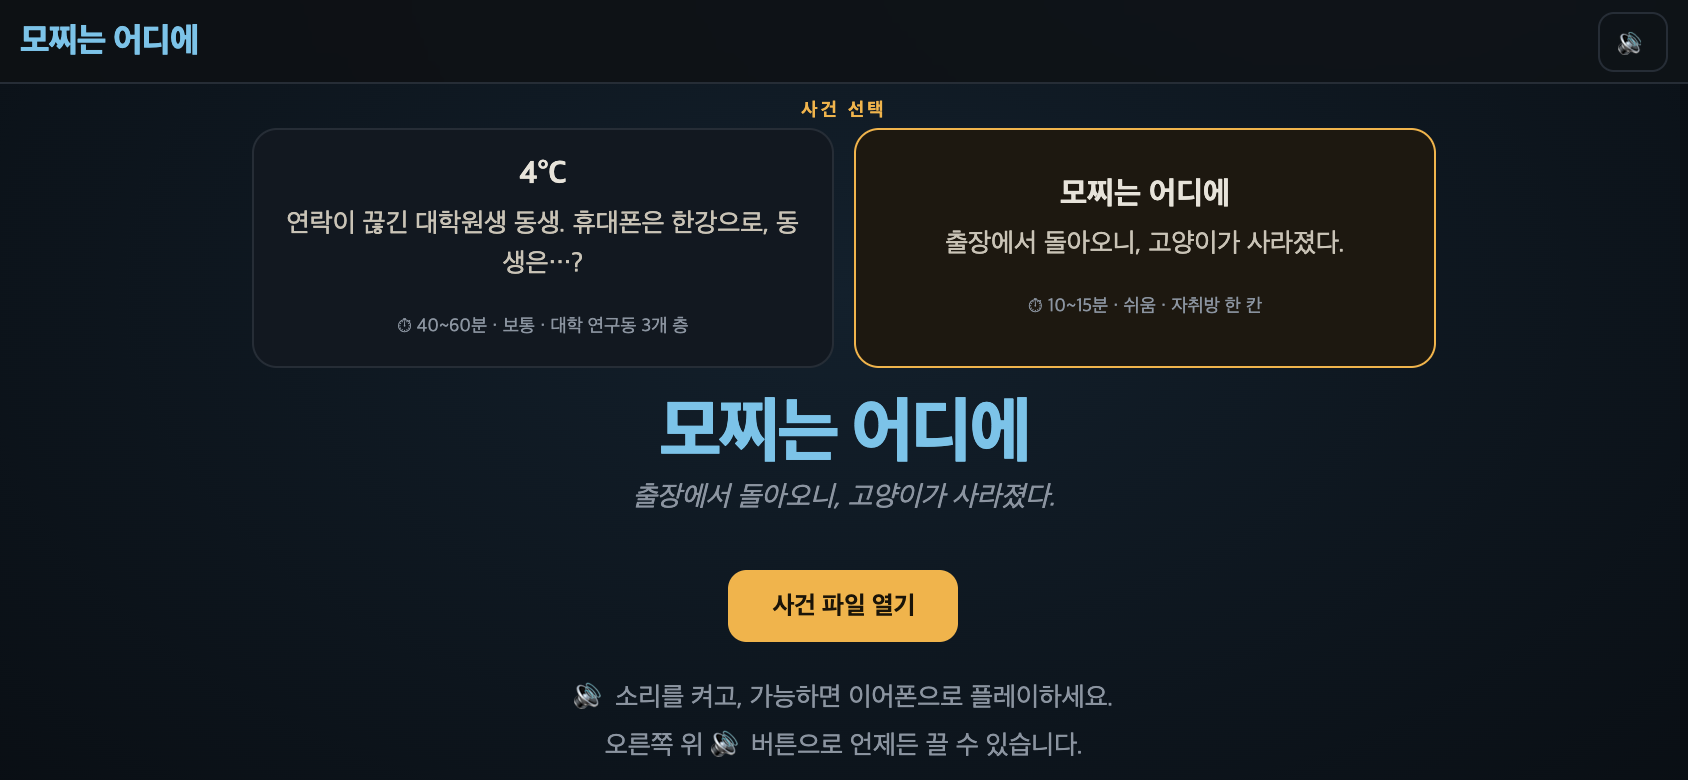 모찌는 어디에
사건 선택
4°C
연락이 끊긴 대학원생 동생. 휴대폰은 한강으로, 동
생은…?
⏱ 40~60분 · 보통 · 대학 연구동 3개 층
모찌는 어디에
출장에서 돌아오니, 고양이가 사라졌다.
⏱ 10~15분 · 쉬움 · 자취방 한 칸
모찌는 어디에
출장에서 돌아오니, 고양이가 사라졌다.
사건 파일 열기
🔊 소리를 켜고, 가능하면 이어폰으로 플레이하세요.
오른쪽 위 🔊 버튼으로 언제든 끌 수 있습니다.